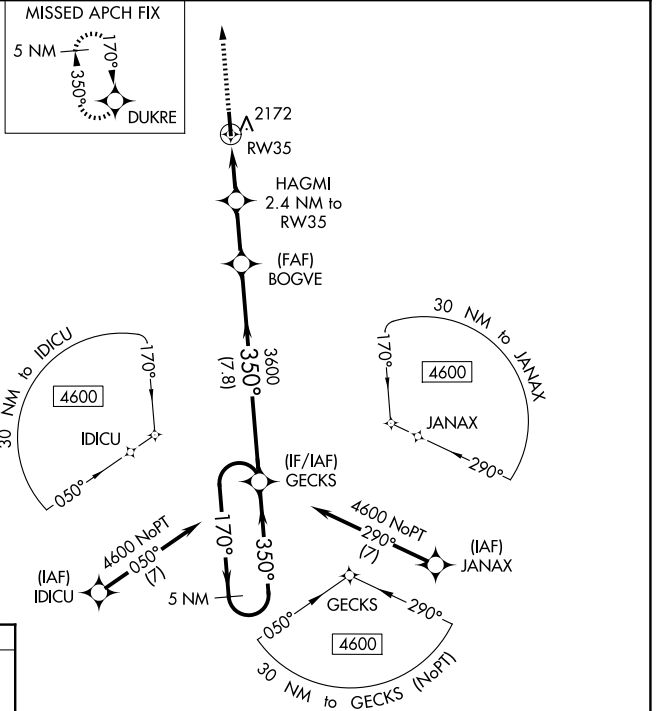 MISSED APCH FIX
5 NM
170°
350°
DUKRE
2172
RW35
HAGMI
2.4 NM to
RW35
(FAF)
BOGVE
30 NM to IDICU
170°
4600
IDICU
050°
3600
350°
(7.8)
30 NM to JANAX
170°
4600
JANAX
290°
(IF/IAF)
GECKS
170°
350°
5 NM
4600 NoPT
050°
(7)
(IAF)
IDICU
4600 NoPT
290°
(7)
(IAF)
JANAX
GECKS
050°
290°
4600
30 NM to GECKS (NoPT)